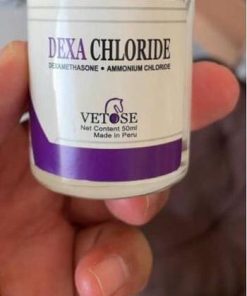 DEXA CHLORIDE
DEXAMETHASONE • AMMONIUM CHLORIDE
VETOSE
Net Content 50ml
Made in Peru